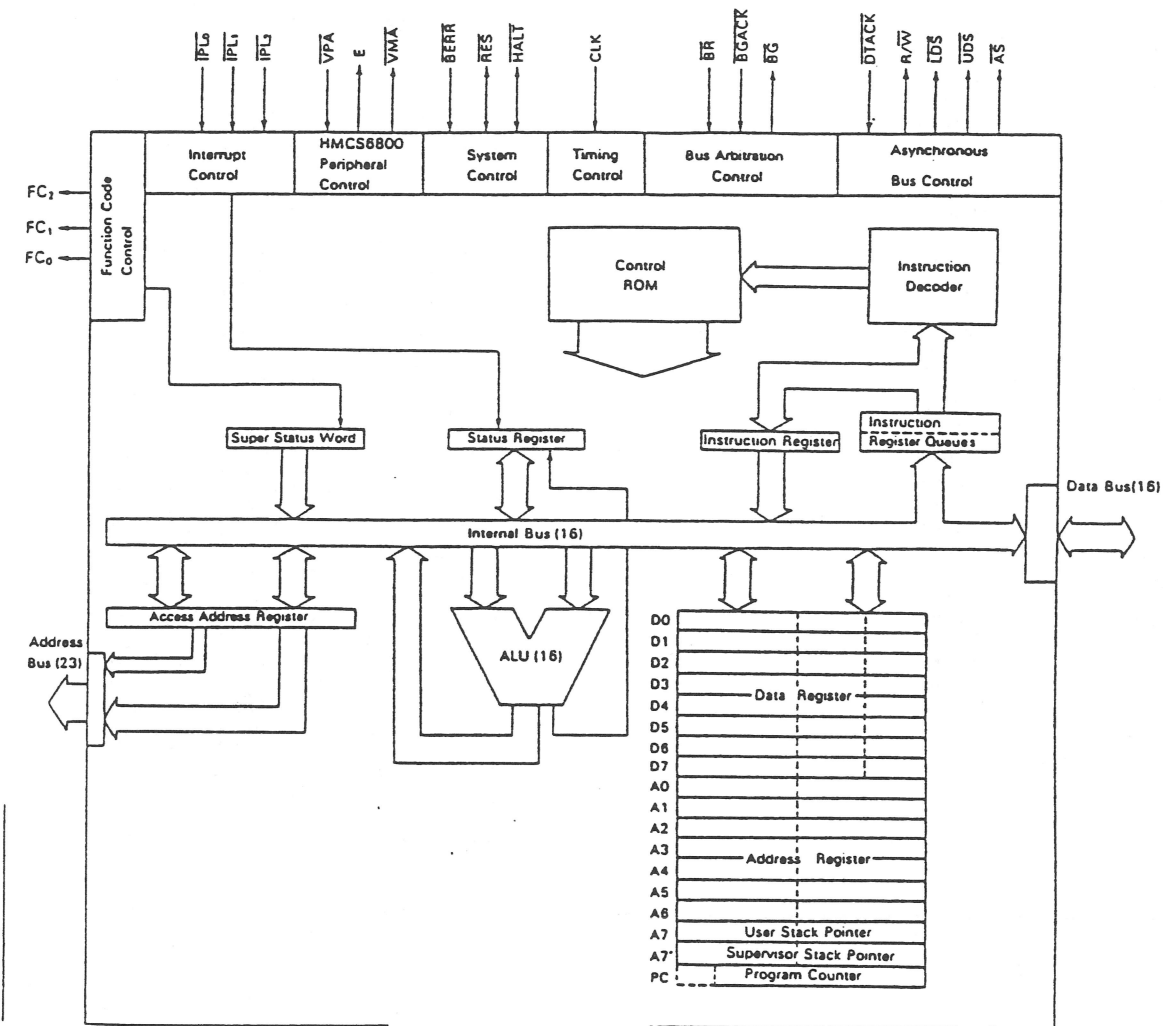 IPL₀ IPL₁ IPL₂ VPA E VMA BERR RES HALT CLK BR BGACK BG DTACK R/W LDS UDS AS
Interrupt
Control
HMCS6800
Peripheral
Control
System
Control
Timing
Control
Bus Arbitration
Control
Asynchronous
Bus Control
Function Code
Control
FC₂
FC₁
FC₀
Control
ROM
Instruction
Decoder
Super Status Word
Status Register
Instruction Register
Instruction
Register Queues
Data Bus(16)
Internal Bus (16)
Access Address Register
Address
Bus (23)
ALU (16)
D0
D1
D2
D3
Data Register
D4
D5
D6
D7
A0
A1
A2
A3
Address Register
A4
A5
A6
A7 User Stack Pointer
A7' Supervisor Stack Pointer
PC Program Counter